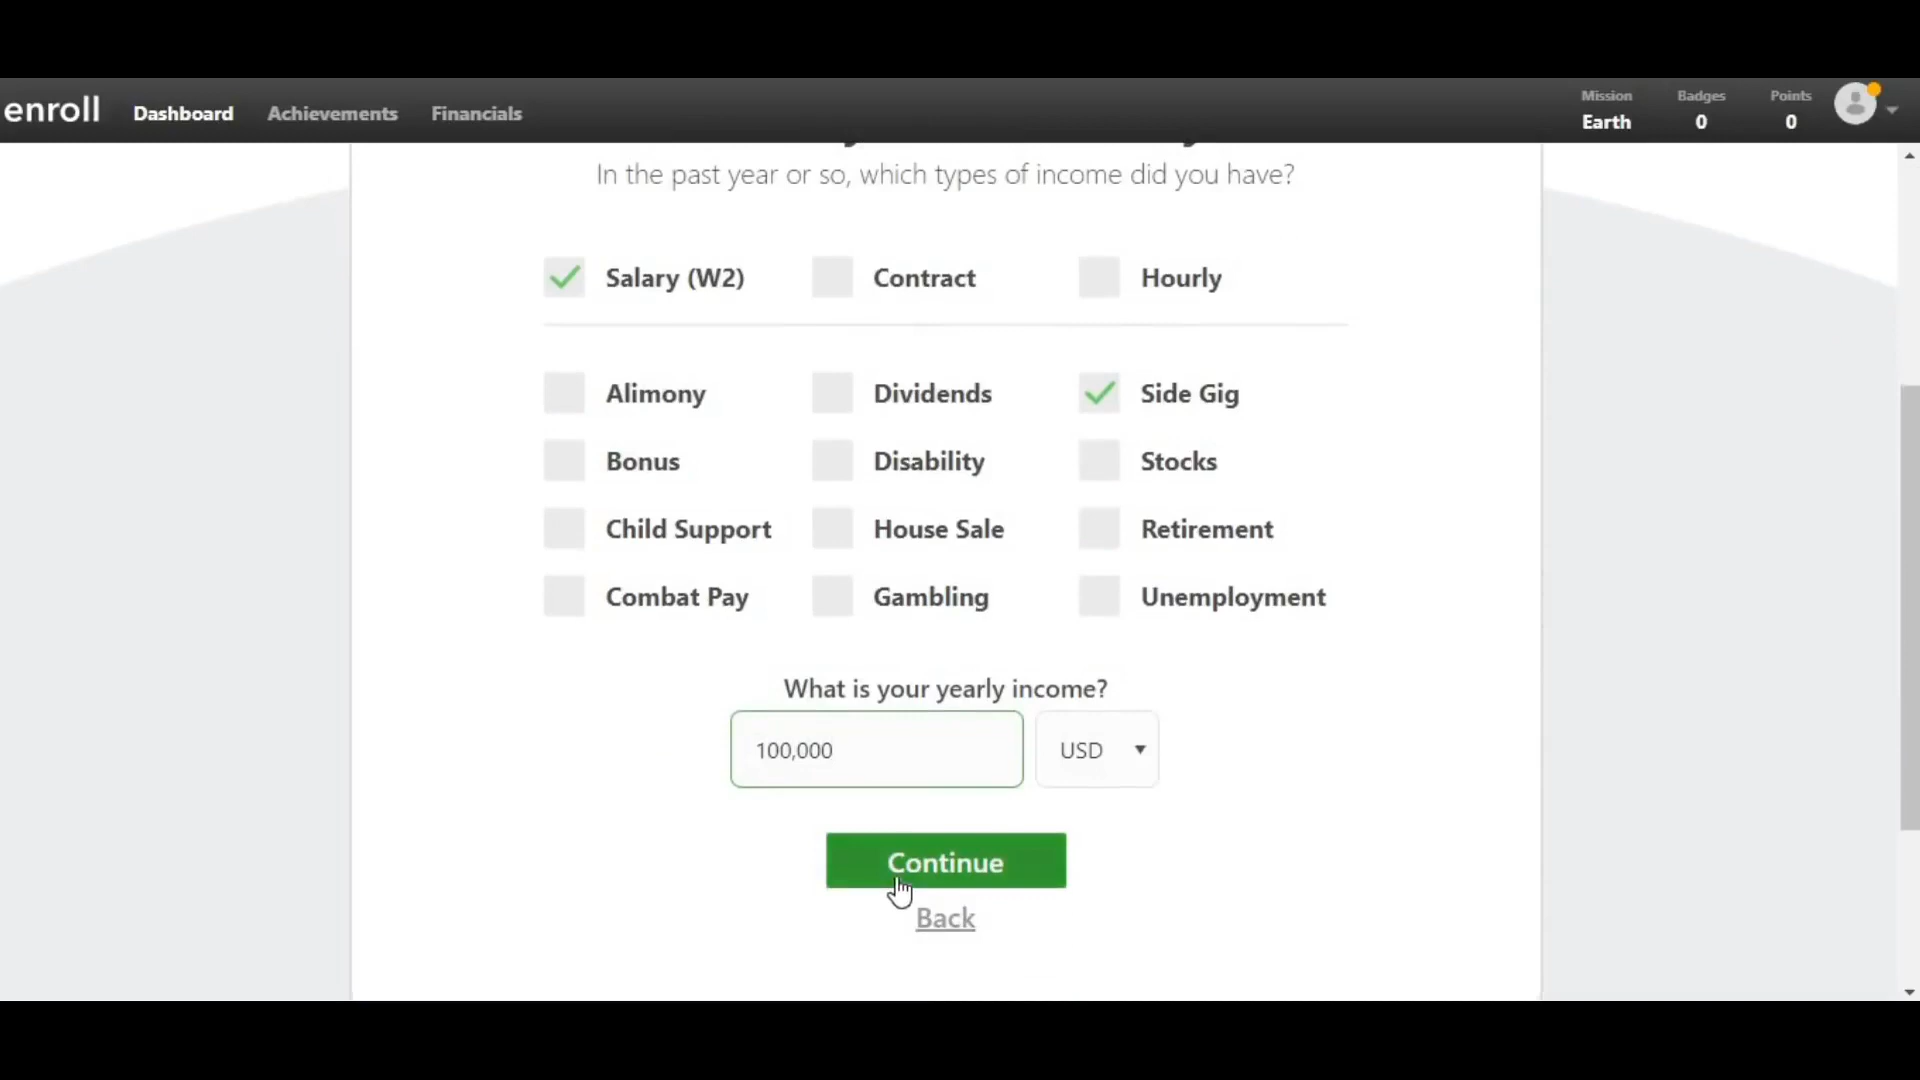 enroll Dashboard Achievements Financials Mission Badges Points
Earth 0 0
In the past year or so, which types of income did you have?
Salary (W2) Contract Hourly
Alimony Dividends Side Gig
Bonus Disability Stocks
Child Support House Sale Retirement
Combat Pay Gambling Unemployment
What is your yearly income?
100,000 USD
Continue
Back